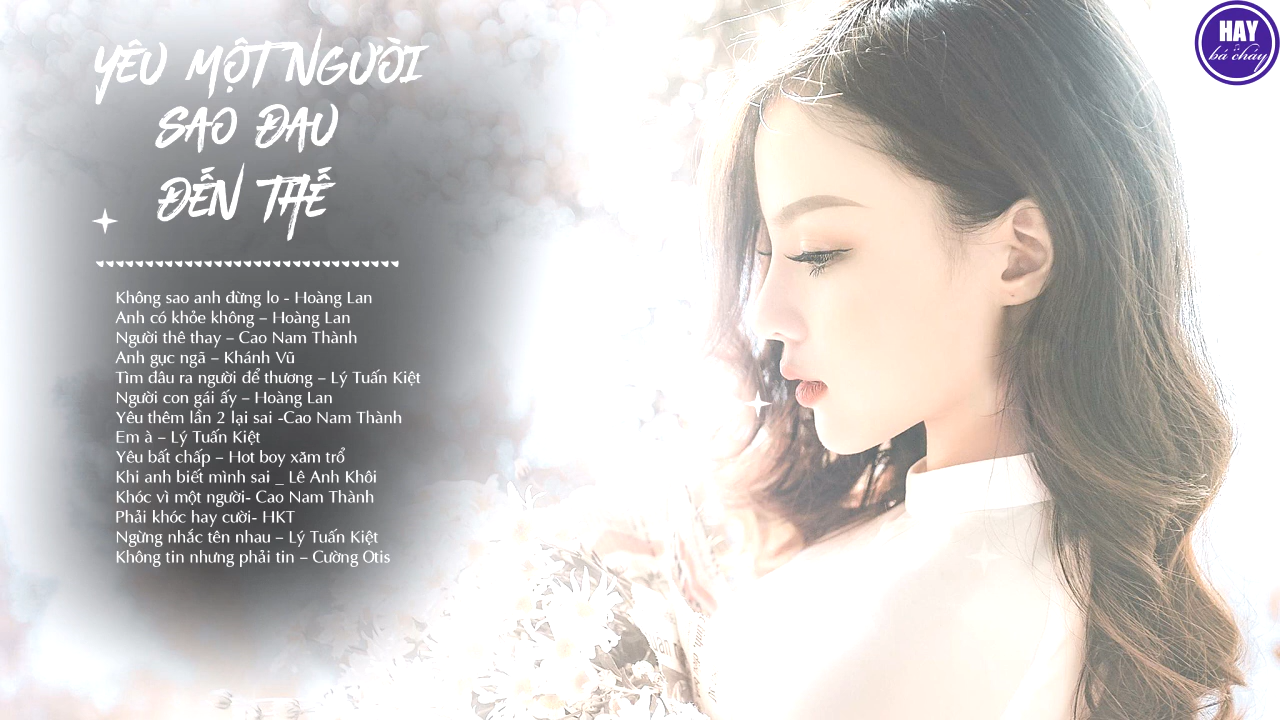 YÊU MỘT NGƯỜI
SAO ĐAU
ĐẾN THẾ
Không sao anh đừng lo - Hoàng Lan
Anh có khỏe không – Hoàng Lan
Người thê thay – Cao Nam Thành
Anh gục ngã – Khánh Vũ
Tìm đâu ra người để thương – Lý Tuấn Kiệt
Người con gái ấy – Hoàng Lan
Yêu thêm lần 2 lại sai -Cao Nam Thành
Em à – Lý Tuấn Kiệt
Yêu bất chấp – Hot boy xăm trổ
Khi anh biết mình sai _ Lê Anh Khôi
Khóc vì một người- Cao Nam Thành
Phải khóc hay cười- HKT
Ngừng nhắc tên nhau – Lý Tuấn Kiệt
Không tin nhưng phải tin – Cường Otis
HAY
bá cháy